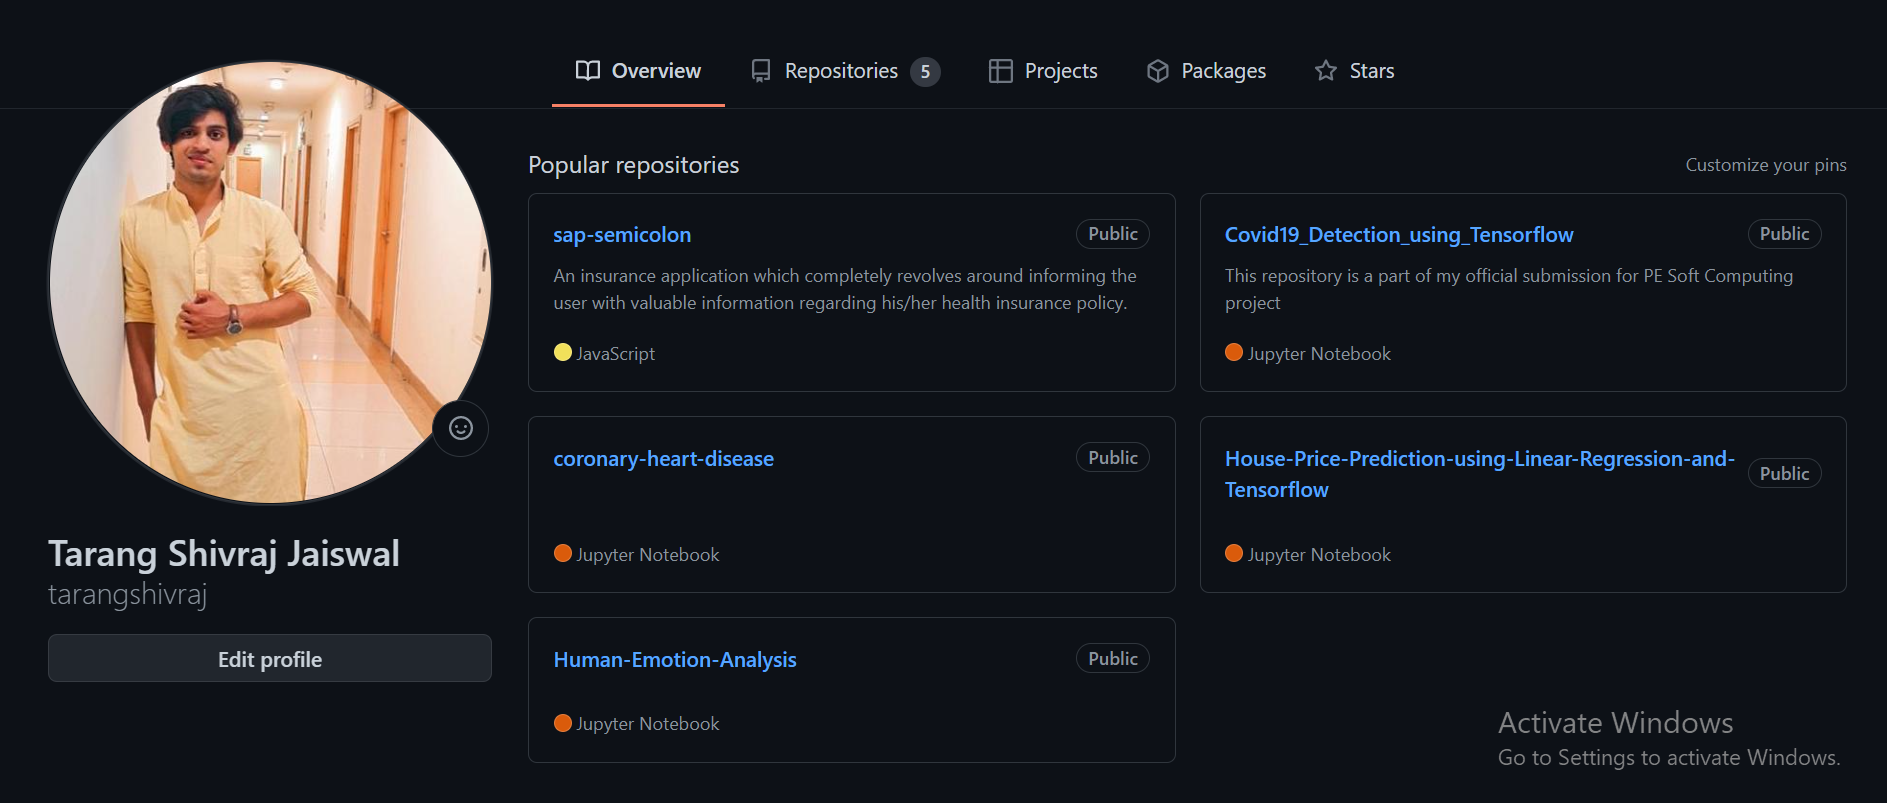 Overview
Repositories 5
Projects
Packages
Stars
Tarang Shivraj Jaiswal
tarangshivraj
Edit profile
Popular repositories
Customize your pins
sap-semicolon
Public
An insurance application which completely revolves around informing the
user with valuable information regarding his/her health insurance policy.
JavaScript
Covid19_Detection_using_Tensorflow
Public
This repository is a part of my official submission for PE Soft Computing
project
Jupyter Notebook
coronary-heart-disease
Public
Jupyter Notebook
House-Price-Prediction-using-Linear-Regression-and-
Tensorflow
Public
Jupyter Notebook
Human-Emotion-Analysis
Public
Jupyter Notebook
Activate Windows
Go to Settings to activate Windows.